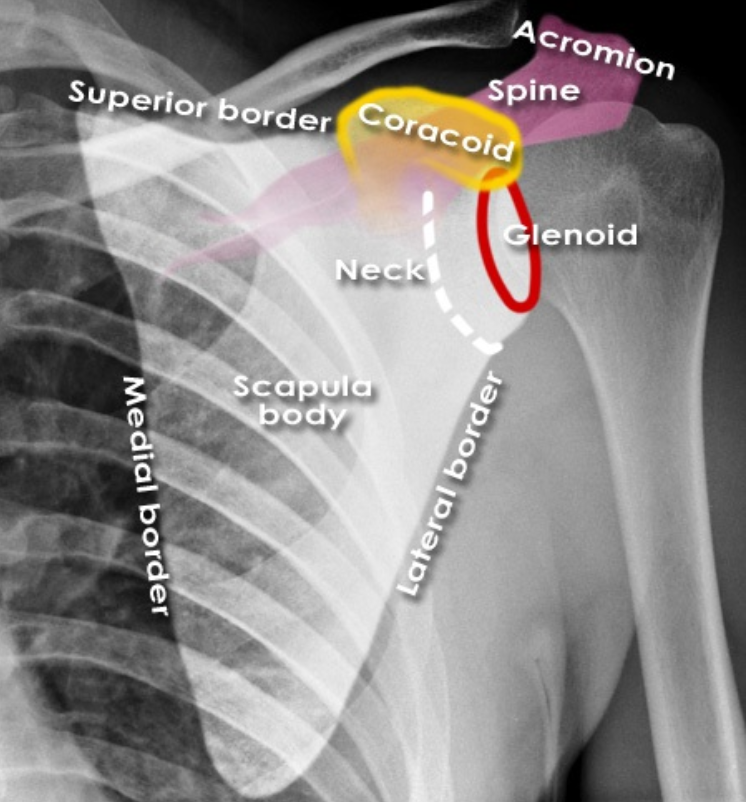 Acromion
Spine
Superior border
Coracoid
Glenoid
Neck
Scapula
body
Medial border
Lateral border